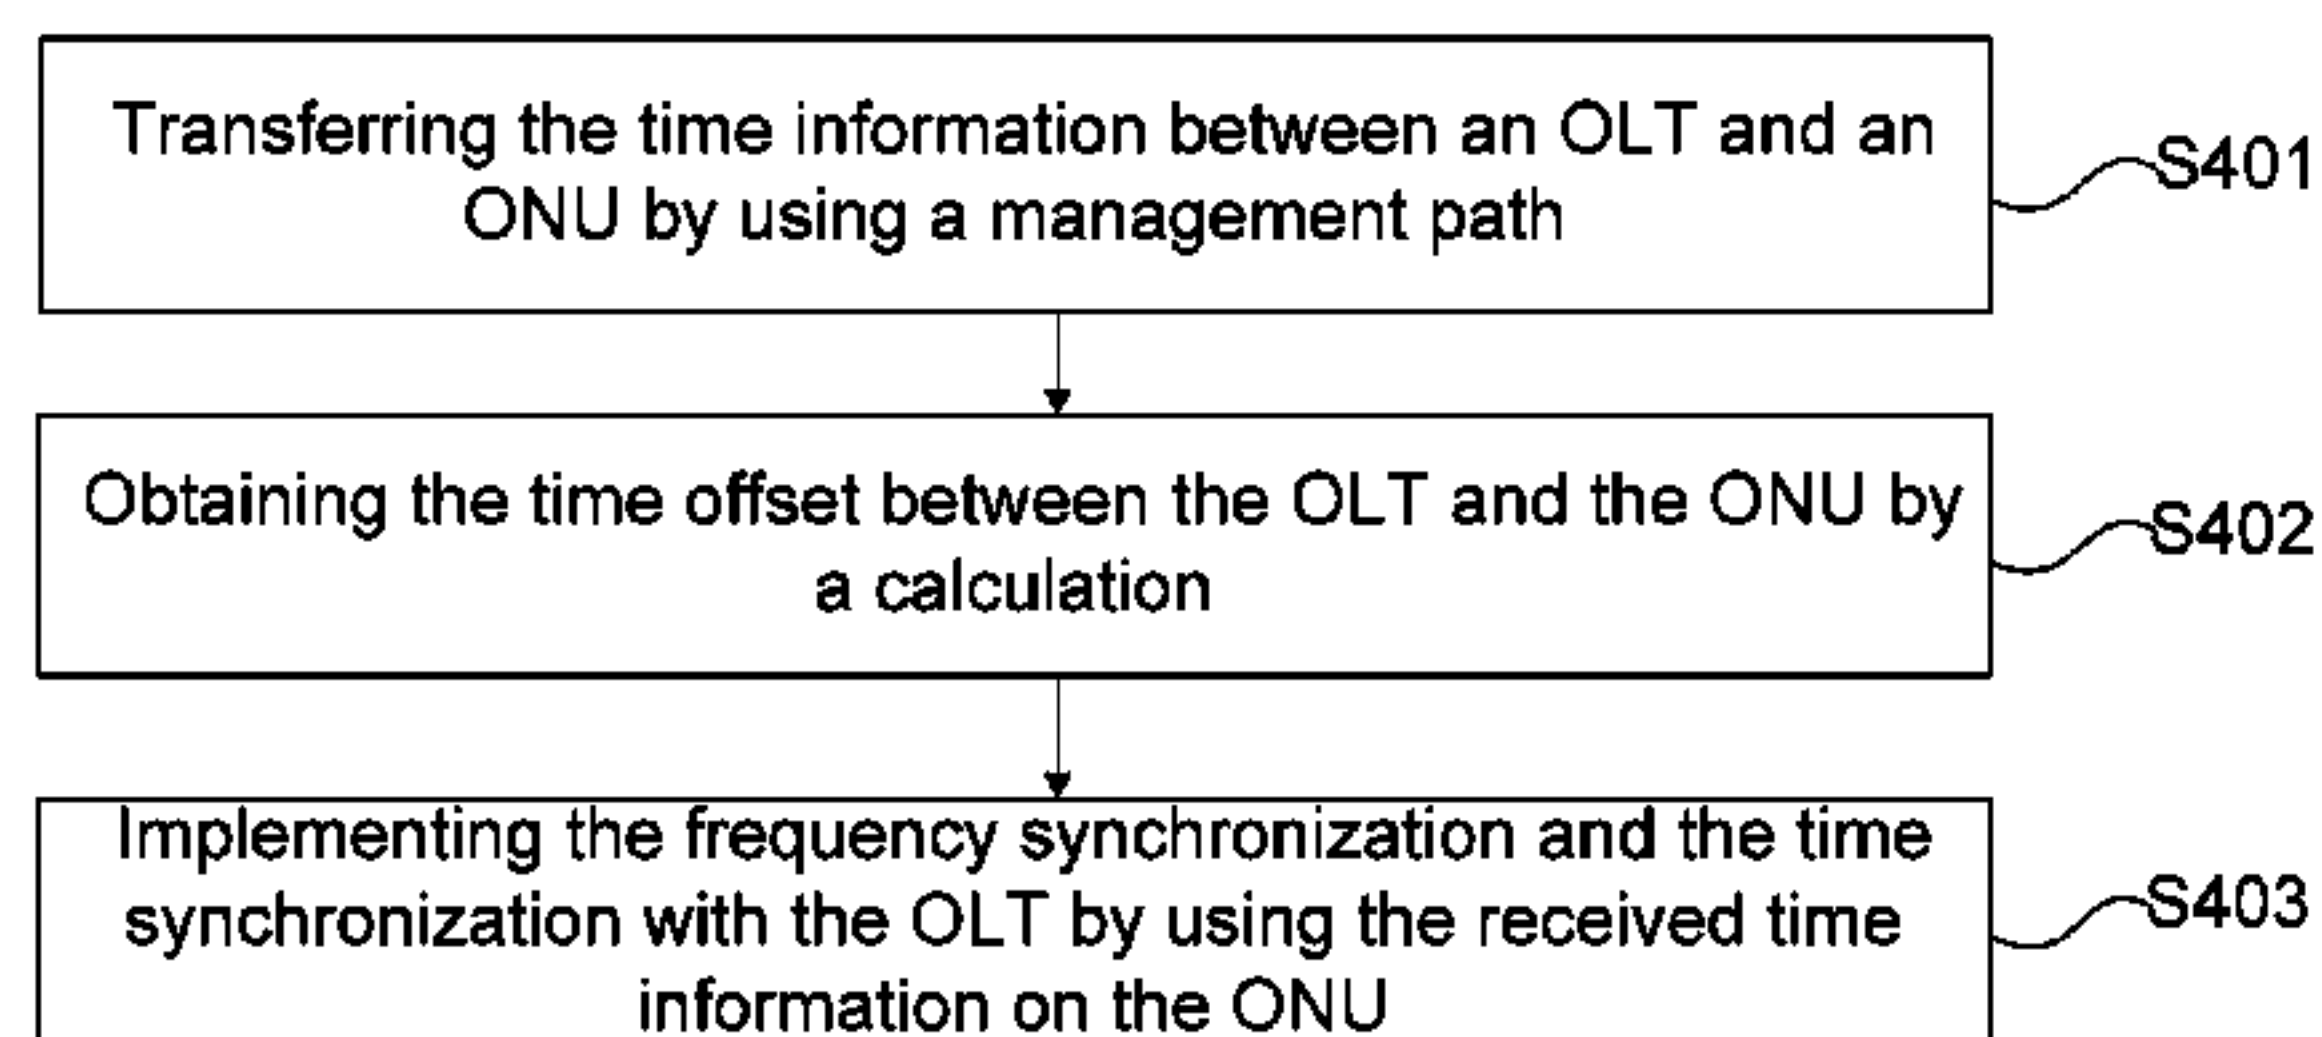 Transferring the time information between an OLT and an
ONU by using a management path
S401
Obtaining the time offset between the OLT and the ONU by
a calculation
S402
Implementing the frequency synchronization and the time
synchronization with the OLT by using the received time
information on the ONU
S403